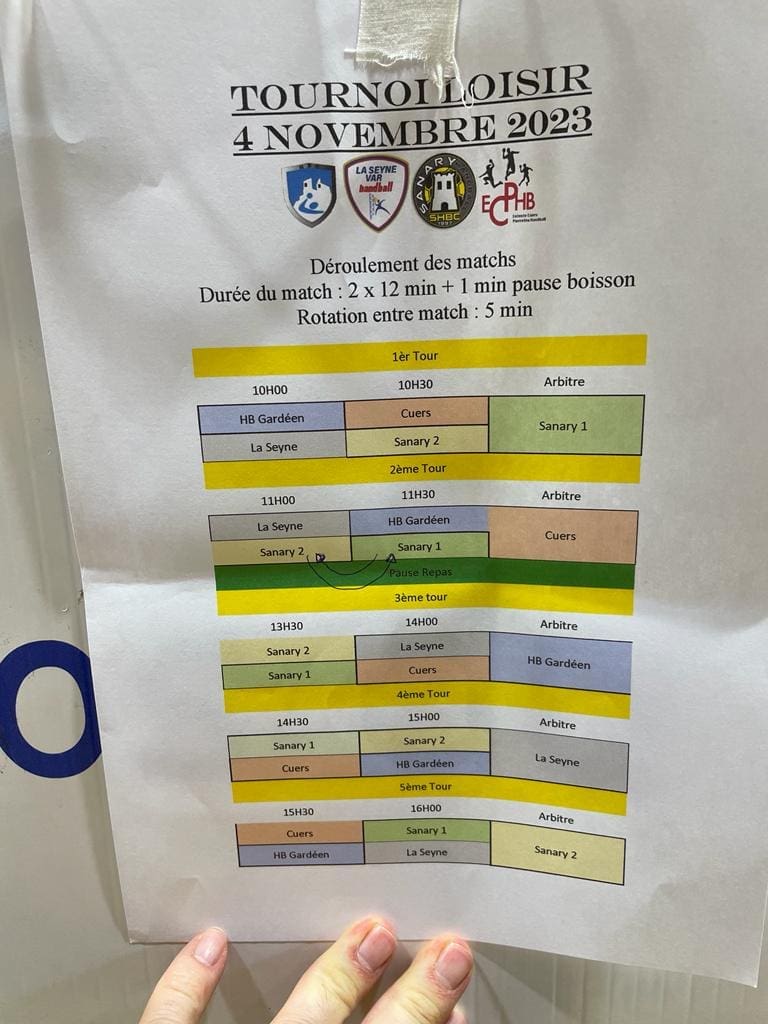 TOURNOI LOISIR
4 NOVEMBRE 2023
LA SEYNE
VAR
handball
SANARY
SHBC
1997
ECPHB
Déroulement des matchs
Durée du match : 2 x 12 min + 1 min pause boisson
Rotation entre match : 5 min
1èr Tour
10H00 10H30 Arbitre
HB Gardéen Cuers Sanary 1
La Seyne Sanary 2
2ème Tour
11H00 11H30 Arbitre
La Seyne HB Gardéen Cuers
Sanary 2 Sanary 1
Pause Repas
3ème tour
13H30 14H00 Arbitre
Sanary 2 La Seyne HB Gardéen
Sanary 1 Cuers
4ème Tour
14H30 15H00 Arbitre
Sanary 1 Sanary 2 La Seyne
Cuers HB Gardéen
5ème Tour
15H30 16H00 Arbitre
Cuers Sanary 1 Sanary 2
HB Gardéen La Seyne